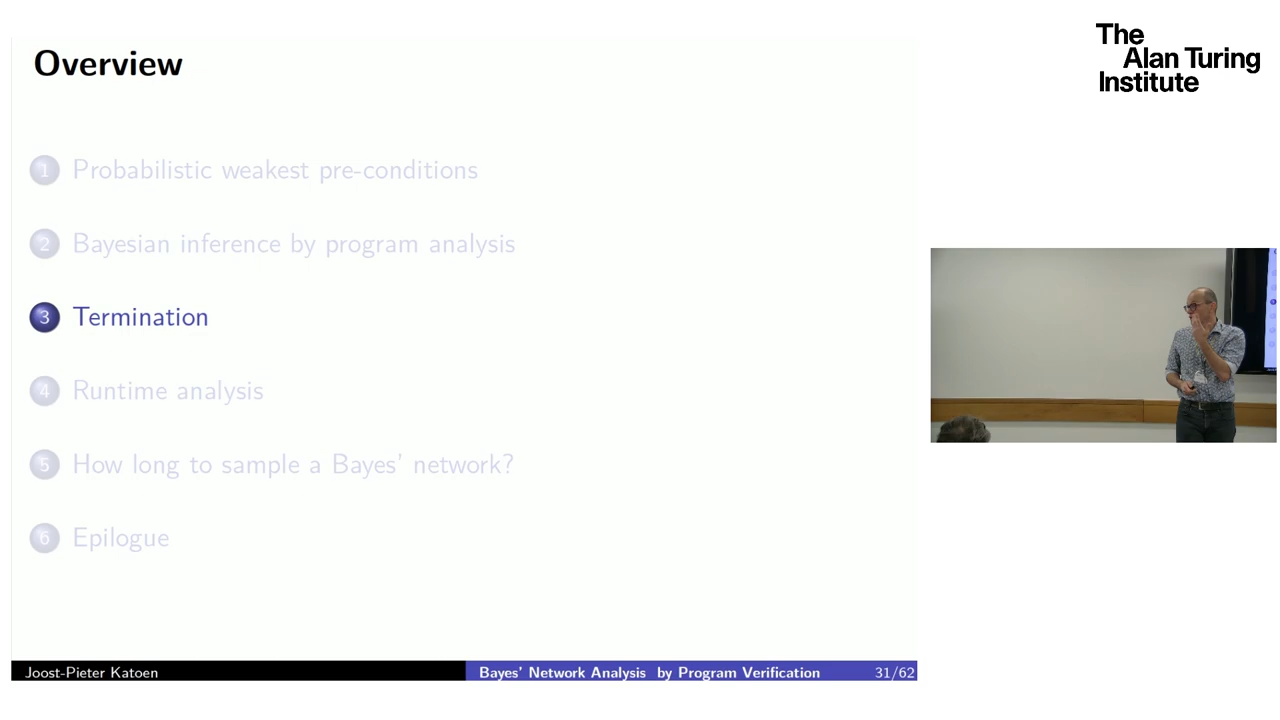 Overview
1 Probabilistic weakest pre-conditions
2 Bayesian inference by program analysis
3 Termination
4 Runtime analysis
5 How long to sample a Bayes' network?
6 Epilogue
Joost-Pieter Katoen
Bayes' Network Analysis by Program Verification
31/62
The
Alan Turing
Institute